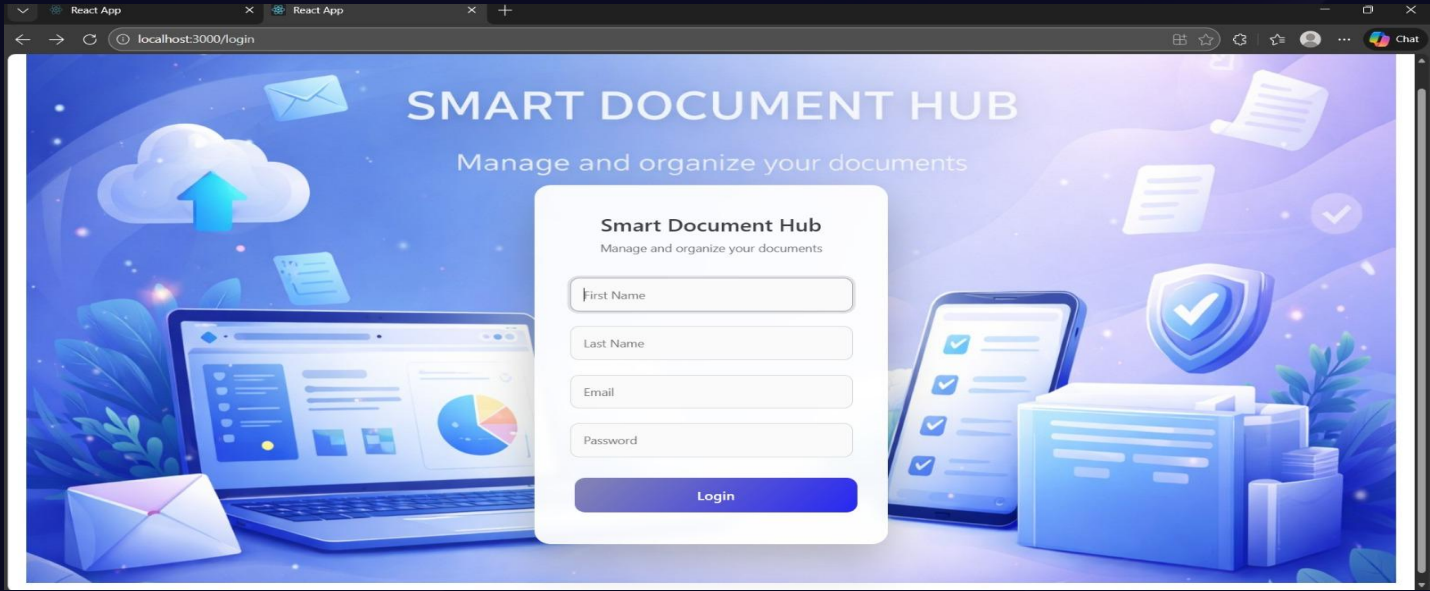 React App
React App
localhost:3000/login
Chat
SMART DOCUMENT HUB
Manage and organize your documents
Smart Document Hub
Manage and organize your documents
First Name
Last Name
Email
Password
Login